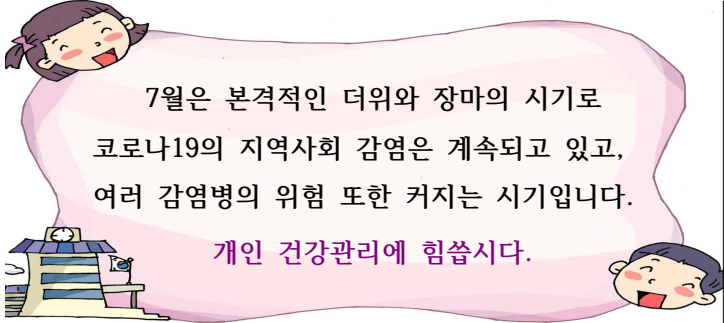 7월은 본격적인 더위와 장마의 시기로
코로나19의 지역사회 감염은 계속되고 있고,
여러 감염병의 위험 또한 커지는 시기입니다.
개인 건강관리에 힘씁시다.